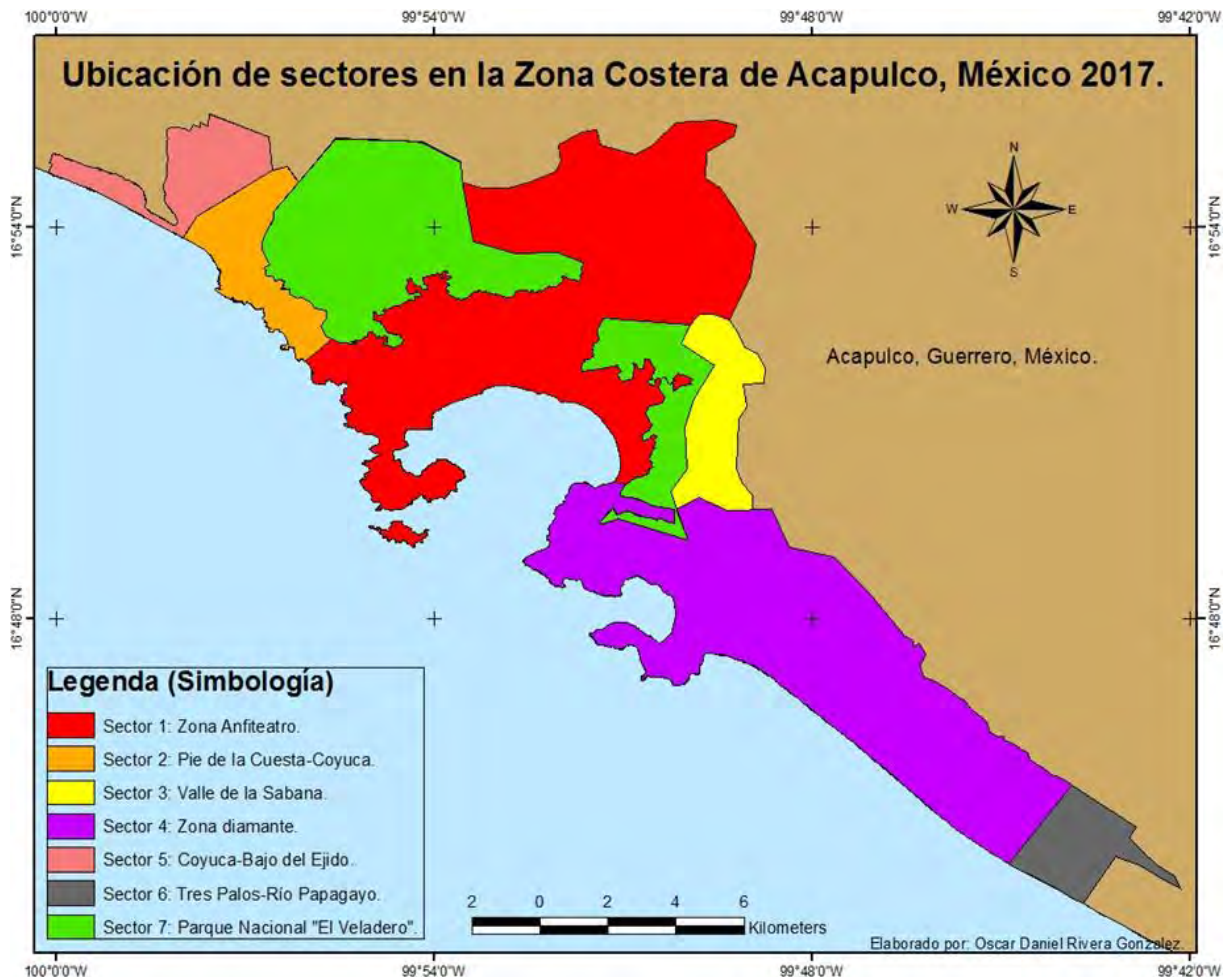 100°0'0"W 99°54'0"W 99°48'0"W 99°42'0"W
Ubicación de sectores en la Zona Costera de Acapulco, México 2017.
N
W E
S
16°54'0"N 16°54'0"N
Acapulco, Guerrero, México.
16°48'0"N 16°48'0"N
Legenda (Simbología)
Sector 1: Zona Anfiteatro.
Sector 2: Pie de la Cuesta-Coyuca.
Sector 3: Valle de la Sabana.
Sector 4: Zona diamante.
Sector 5: Coyuca-Bajo del Ejido.
Sector 6: Tres Palos-Río Papagayo.
Sector 7: Parque Nacional "El Veladero".
2 0 2 4 6
Kilometers
Elaborado por: Oscar Daniel Rivera González.
100°0'0"W 99°54'0"W 99°48'0"W 99°42'0"W